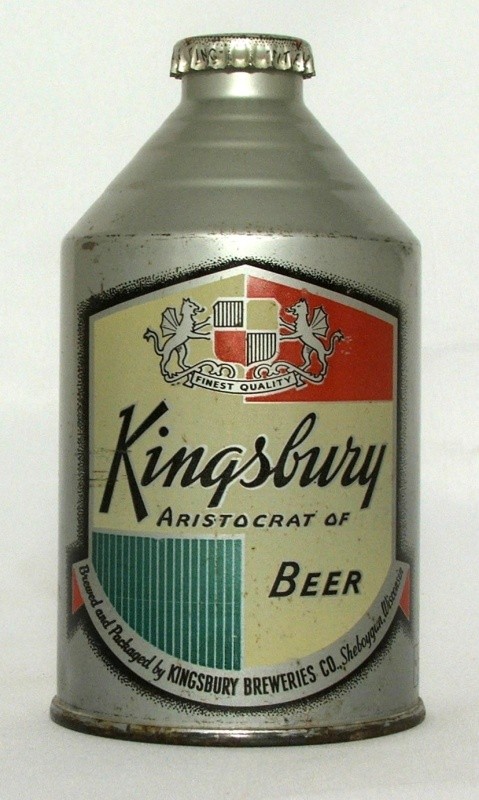 FINEST QUALITY
Kingsbury
ARISTOCRAT OF
BEER
Brewed and Packaged by KINGSBURY BREWERIES CO., Sheboygan, Wisconsin